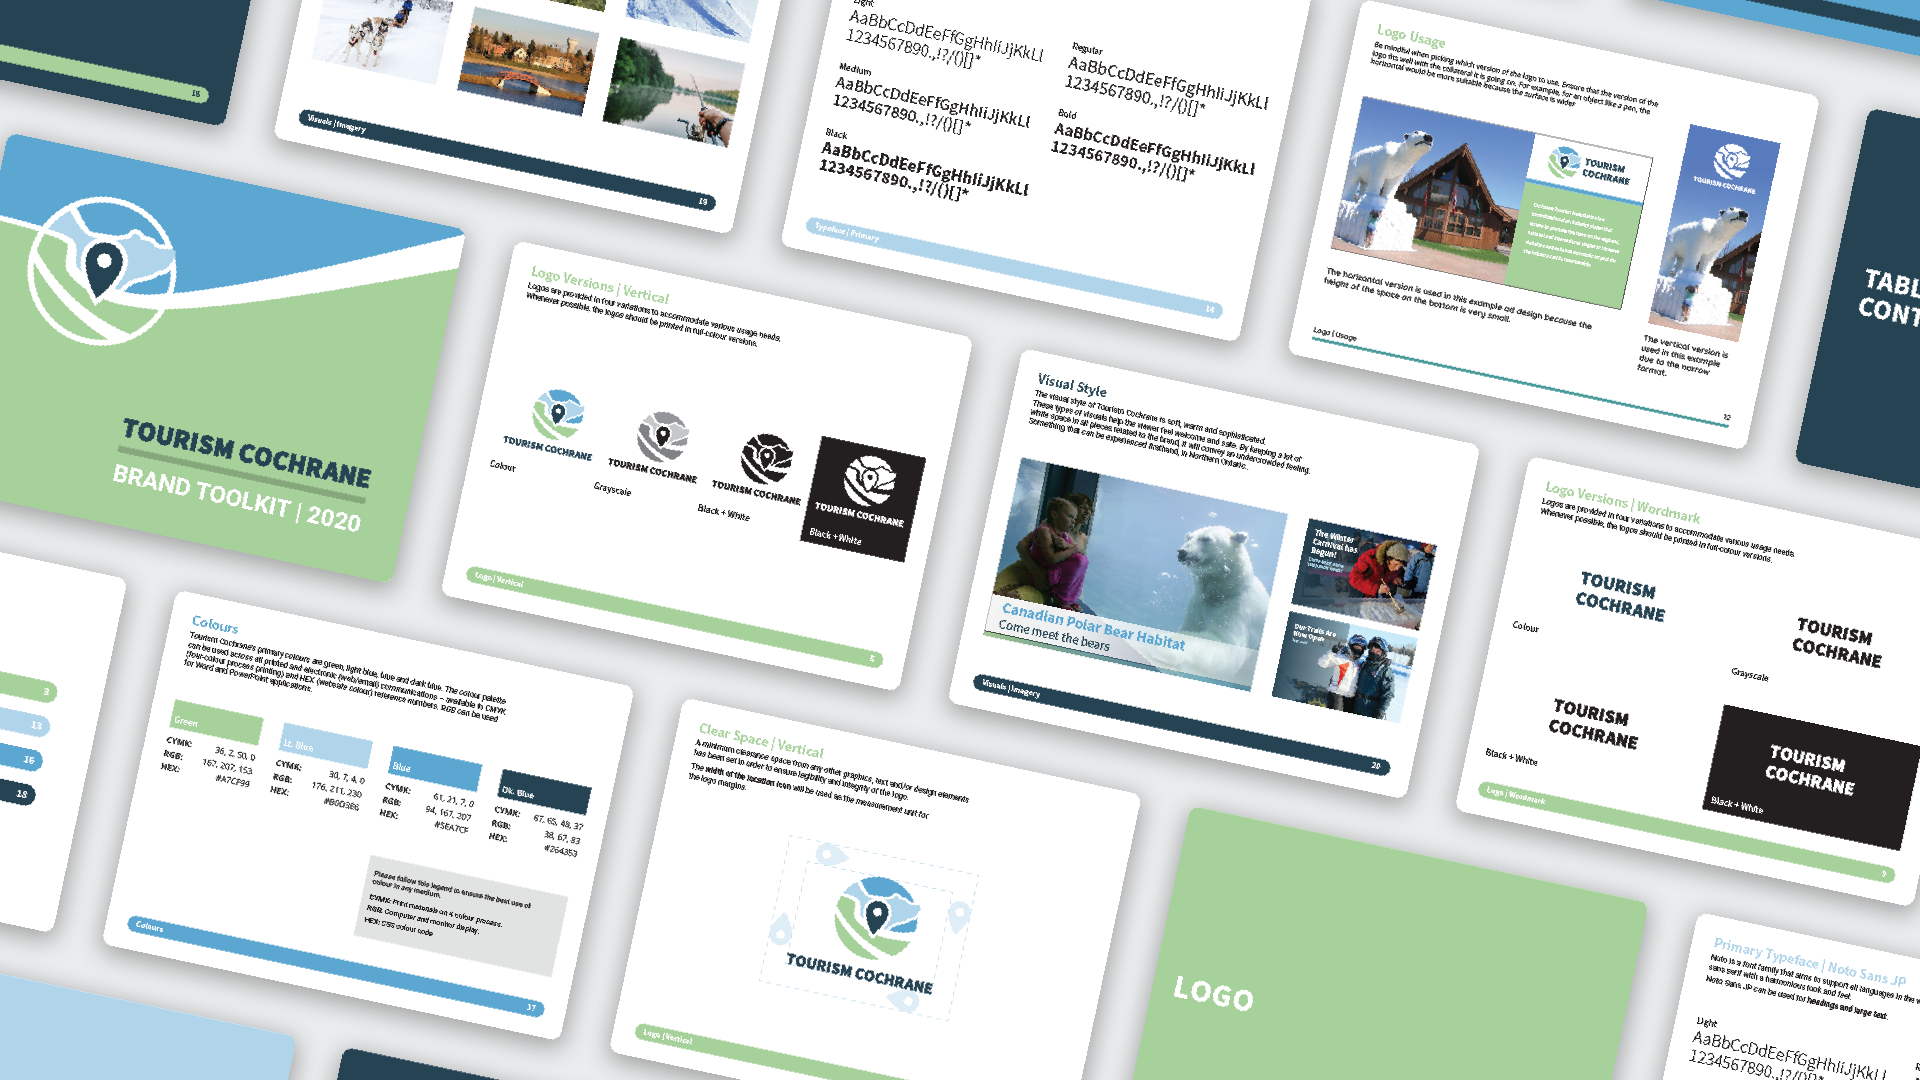 18
Visuals | Imagery
19
Light
AaBbCcDdEeFfGgHhIiJjKkLl
1234567890.,!?/()[]*
Medium
AaBbCcDdEeFfGgHhIiJjKkLl
1234567890.,!?/()[]*
Black
AaBbCcDdEeFfGgHhIiJjKkLl
1234567890.,!?/()[]*
Regular
AaBbCcDdEeFfGgHhIiJjKkLl
1234567890.,!?/()[]*
Bold
AaBbCcDdEeFfGgHhIiJjKkLl
1234567890.,!?/()[]*
Typeface | Primary
14
Logo Usage
Be mindful when picking which version of the logo to use. Ensure that the version of the
logo fits well with the collateral it is going on. For example, for an object like a pen, the
horizontal would be more suitable because the surface is wider.
TOURISM
COCHRANE
TOURISM COCHRANE
The horizontal version is used in this example ad design because the
height of the space on the bottom is very small.
The vertical version is
used in this example
due to the narrow
format.
Logo | Usage
12
TOURISM COCHRANE
BRAND TOOLKIT | 2020
Logo Versions | Vertical
Logos are provided in four variations to accommodate various usage needs.
Whenever possible, the logos should be printed in full-colour versions.
TOURISM COCHRANE
Colour
TOURISM COCHRANE
Grayscale
TOURISM COCHRANE
Black + White
TOURISM COCHRANE
Black + White
Logo | Vertical
5
Visual Style
The visual style of Tourism Cochrane is soft, warm and sophisticated.
These types of visuals help the viewer feel welcome and safe. By keeping a lot of
white space in all pieces related to the brand, it will convey an undercrowded feeling.
Something that can be experienced firsthand, in Northern Ontario.
Canadian Polar Bear Habitat
Come meet the bears
The Winter
Carnival has
Begun!
Our Trails Are
Now Open
Visuals | Imagery
20
Logo Versions | Wordmark
Logos are provided in four variations to accommodate various usage needs.
Whenever possible, the logos should be printed in full-colour versions.
TOURISM
COCHRANE
Colour
TOURISM
COCHRANE
Grayscale
TOURISM
COCHRANE
Black + White
TOURISM
COCHRANE
Black + White
Logo | Wordmark
9
3
13
16
18
Colours
Tourism Cochrane's primary colours are green, light blue, blue and dark blue. The colour palette
can be used across all printed and electronic (web/email) communications – available in CMYK
(four-colour process printing) and HEX (website colour) reference numbers. RGB can be used
for Word and PowerPoint applications.
Green
CYMK: 36, 2, 50, 0
RGB: 167, 207, 153
HEX: #A7CF99
Lt. Blue
CYMK: 30, 7, 4, 0
RGB: 176, 211, 230
HEX: #B0D3E6
Blue
CYMK: 61, 21, 7, 0
RGB: 94, 167, 207
HEX: #5EA7CF
Dk. Blue
CYMK: 67, 65, 48, 37
RGB: 38, 67, 83
HEX: #264353
Please follow this legend to ensure the best use of
colour in any medium.
CYMK: Print materials on 4 colour process.
RGB: Computer and monitor display.
HEX: CSS colour code
Colours
17
Clear Space | Vertical
A minimum clearance space from any other graphics, text and/or design elements
has been set in order to ensure legibility and integrity of the logo.
The width of the location icon will be used as the measurement unit for
the logo margins.
TOURISM COCHRANE
Logo | Vertical
LOGO
Primary Typeface | Noto Sans JP
Noto is a font family that aims to support all languages in the
sans serif with a harmonious look and feel.
Noto Sans JP can be used for headings and large text.
Light
AaBbCcDdEeFfGgHhIiJjKkLl
1234567890.,!?/()[]*